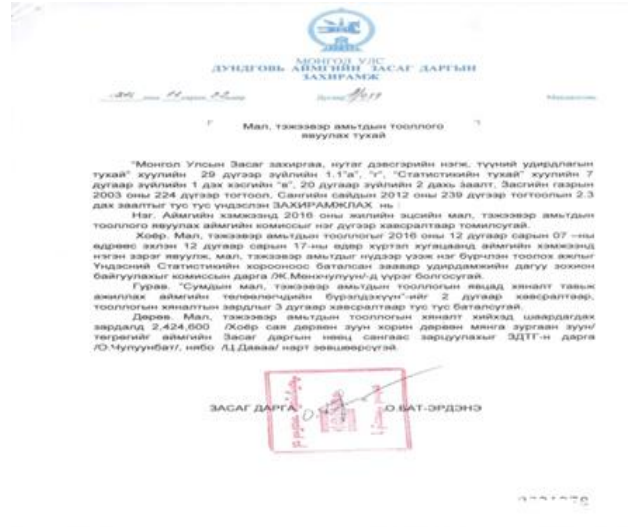 МОНГОЛ УЛС
ДУНДГОВЬ АЙМГИЙН ЗАСАГ ДАРГЫН
ЗАХИРАМЖ
Мал, тэжээвэр амьтдын тооллого
явуулах тухай
"Монгол Улсын Засаг захиргаа, нутаг дэвсгэрийн нэгж, түүний удирдлагын
тухай" хуулийн 29 дүгээр зүйлийн 1.1"а", "г", "Статистикийн тухай" хуулийн 7
дугаар зүйлийн 1 дэх хэсгийн "в", 20 дугаар зүйлийн 2 дахь заалт, Засгийн газрын
2003 оны 224 дүгээр тогтоол, Сангийн сайдын 2012 оны 239 дүгээр тогтоолын 2.3
дах заалтыг тус тус үндэслэн ЗАХИРАМЖЛАХ нь
Нэг. Аймгийн хэмжээнд 2016 оны жилийн эцсийн мал, тэжээвэр амьтдын
тооллого явуулах аймгийн комиссыг нэг дүгээр хавсралтаар томилсугай.
Хоёр. Мал, тэжээвэр амьтдын тооллогыг 2016 оны 12 дугаар сарын 07 –ны
өдрөөс эхлэн 12 дугаар сарын 17-ны өдөр хүртэл хугацаанд аймгийн хэмжээнд
нэгэн зэрэг явуулж, мал, тэжээвэр амьтдыг нүдээр үзэж нэг бүрчлэн тоолох ажлыг
Үндэсний Статистикийн хорооноос баталсан заавар удирдамжийн дагуу зохион
байгуулахыг комиссын дарга /Ж.Мөнхчулуун/-д үүрэг болгосугай.
Гурав. "Сумдын мал, тэжээвэр амьтдын тооллогын явцад хяналт тавьж
ажиллах аймгийн төлөөлөгчдийн бүрэлдэхүүн"-ийг 2 дугаар хавсралтаар,
тооллогын хяналтын зардлыг 3 дугаар хавсралтаар тус тус баталсугай.
Дөрөв. Мал, тэжээвэр амьтдын тооллогын хяналт хийхэд шаардагдах
зардалд 2,424,600 /Хоёр сая дөрвөн зуун хорин дөрвөн мянга зургаан зуун/
төгрөгийг аймгийн Засаг даргын нөөц сангаас зарцуулахыг ЗДТГ-н дарга
/О.Чулуунбат/, нябо /Ц.Даваа/ нарт зөвшөөрсүгэй.
ЗАСАГ ДАРГА О.БАТ-ЭРДЭНЭ